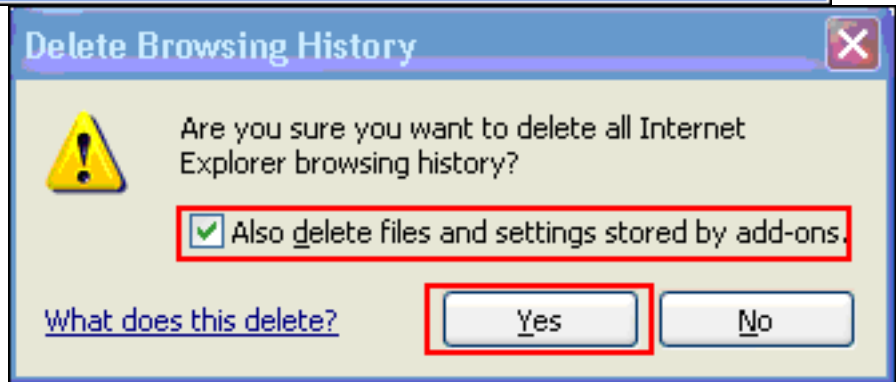 Delete Browsing History
Are you sure you want to delete all Internet
Explorer browsing history?
Also delete files and settings stored by add-ons.
What does this delete?
Yes
No